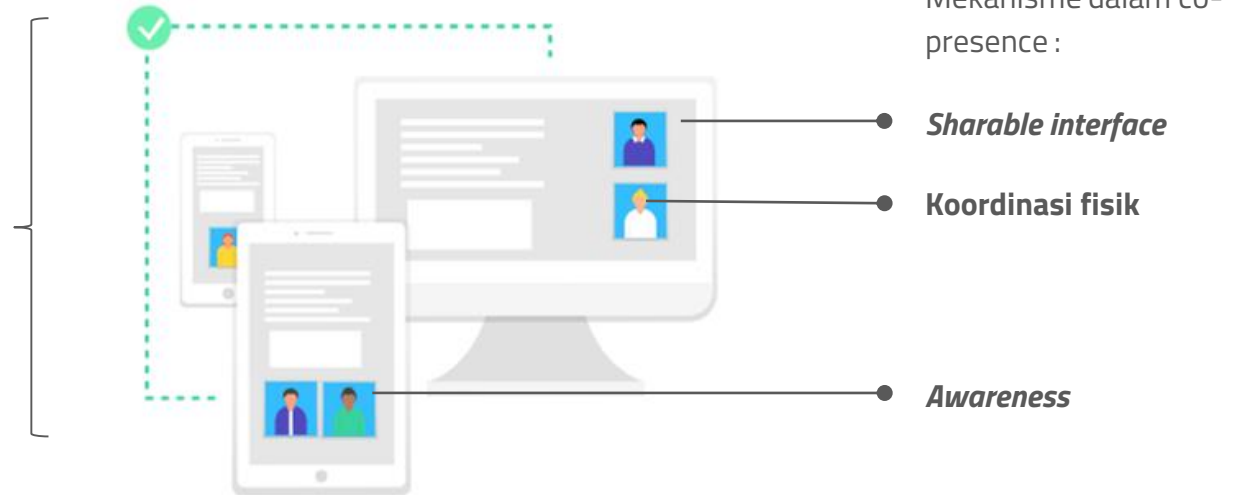 Mekanisme dalam co-
presence :
Sharable interface
Koordinasi fisik
Awareness